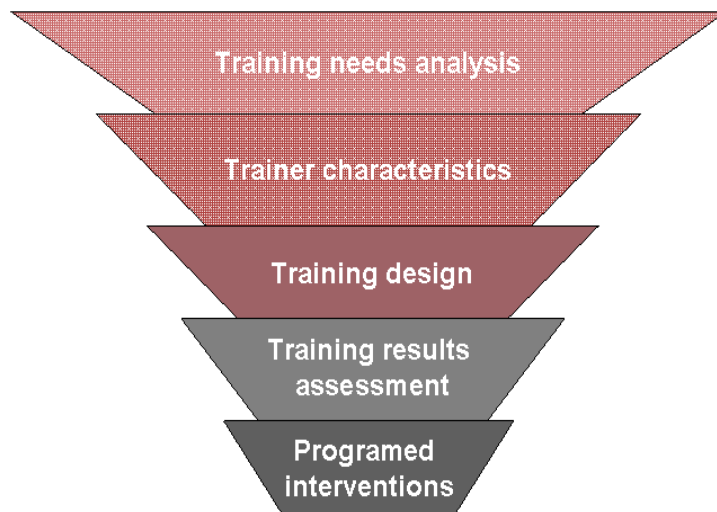 Training needs analysis
Trainer characteristics
Training design
Training results
assessment
Programed
interventions